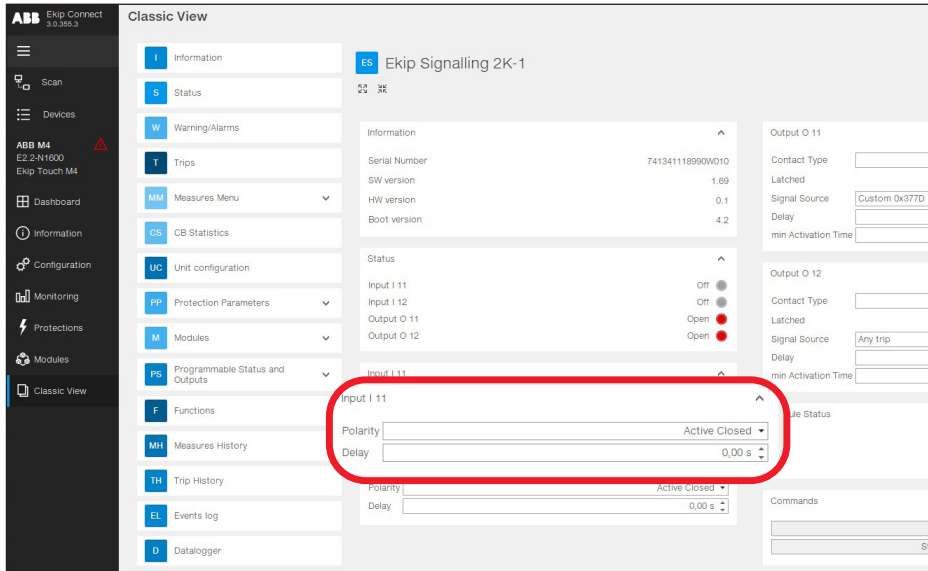 ABB Ekip Connect
3.0.355.3
Classic View
Scan
Devices
ABB M4
E2.2-N1600
Ekip Touch M4
Dashboard
Information
Configuration
Monitoring
Protections
Modules
Classic View
I Information
S Status
W Warning/Alarms
T Trips
MM Measures Menu
CS CB Statistics
UC Unit configuration
PP Protection Parameters
M Modules
PS Programmable Status and
Outputs
F Functions
MH Measures History
TH Trip History
EL Events log
D Datalogger
ES Ekip Signalling 2K-1
Information
Serial Number 741341118990W010
SW version 1.69
HW version 0.1
Boot version 4.2
Status
Input I 11 Off
Input I 12 Off
Output O 11 Open
Output O 12 Open
Input I 11
Input I 11
Polarity Active Closed
Delay 0,00 s
Polarity Active Closed
Delay 0,00 s
Output O 11
Contact Type
Latched
Signal Source Custom 0x377D
Delay
min Activation Time
Output O 12
Contact Type
Latched
Signal Source Any trip
Delay
min Activation Time
Status
Commands